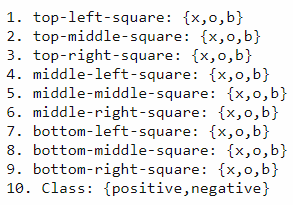 1. top-left-square: {x,o,b}
2. top-middle-square: {x,o,b}
3. top-right-square: {x,o,b}
4. middle-left-square: {x,o,b}
5. middle-middle-square: {x,o,b}
6. middle-right-square: {x,o,b}
7. bottom-left-square: {x,o,b}
8. bottom-middle-square: {x,o,b}
9. bottom-right-square: {x,o,b}
10. Class: {positive,negative}